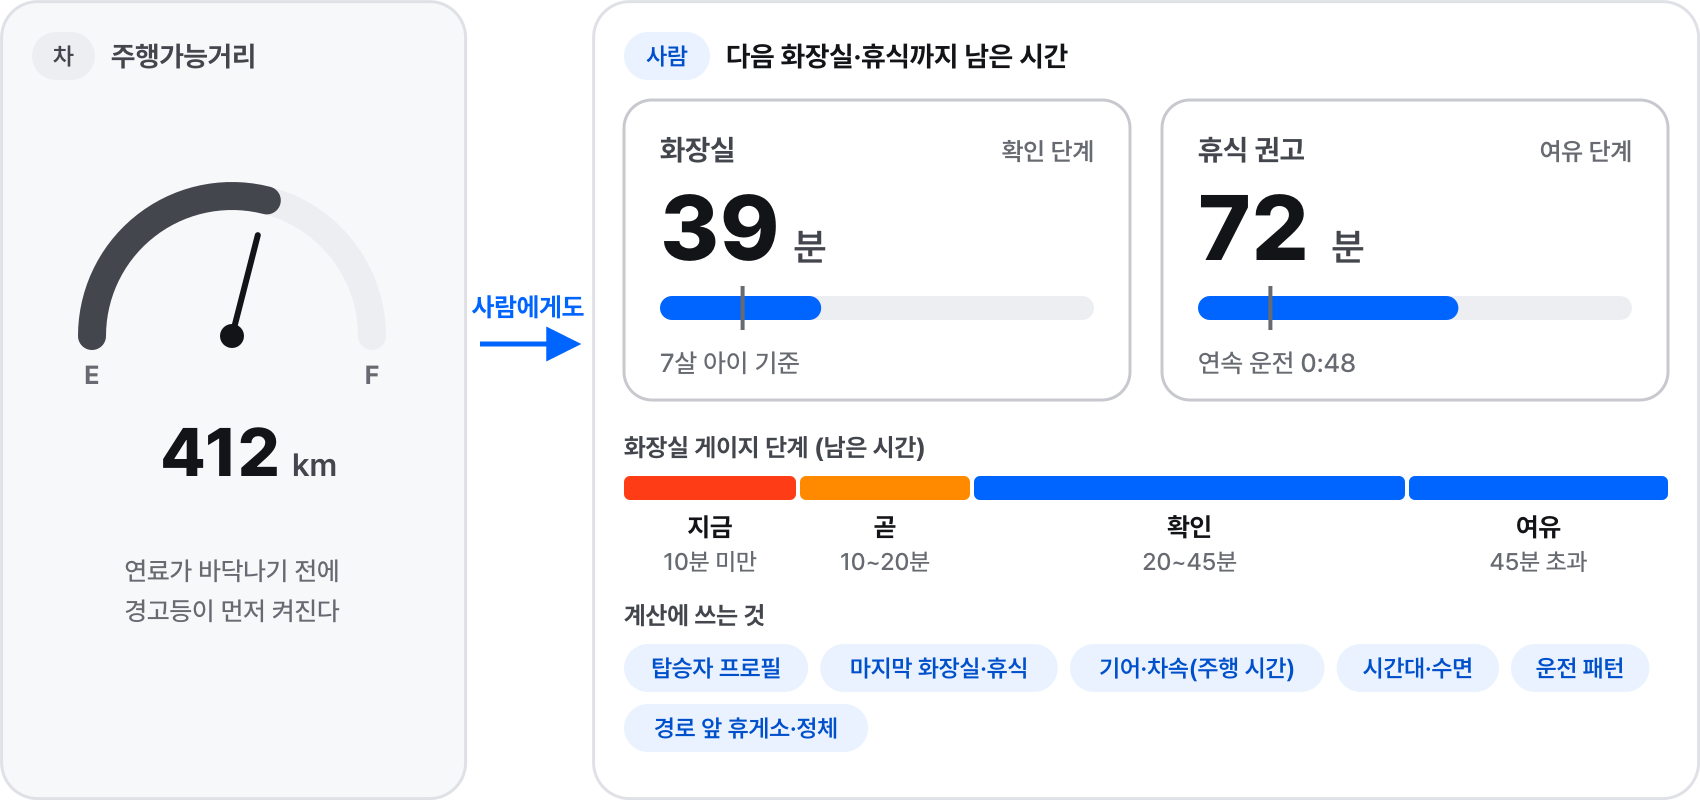 차 주행가능거리
E F
412 km
연료가 바닥나기 전에
경고등이 먼저 켜진다
사람에게도
사람 다음 화장실·휴식까지 남은 시간
화장실 확인 단계
39 분
7살 아이 기준
휴식 권고 여유 단계
72 분
연속 운전 0:48
화장실 게이지 단계 (남은 시간)
지금 곧 확인 여유
10분 미만 10~20분 20~45분 45분 초과
계산에 쓰는 것
탑승자 프로필 마지막 화장실·휴식 기어·차속(주행 시간) 시간대·수면 운전 패턴
경로 앞 휴게소·정체